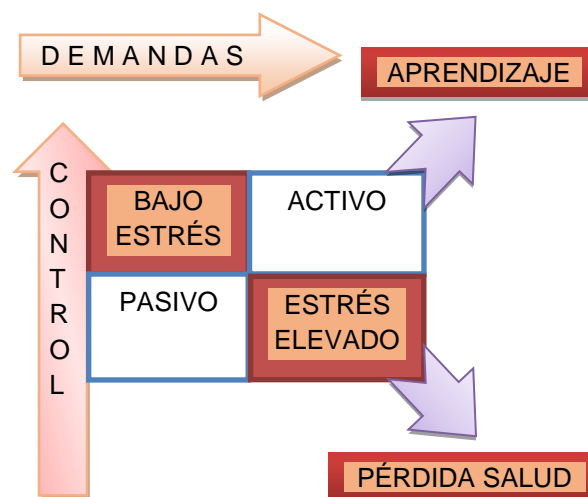 D E M A N D A S
APRENDIZAJE
C
O
N
T
R
O
L
BAJO
ESTRÉS
ACTIVO
PASIVO
ESTRÉS
ELEVADO
PÉRDIDA SALUD